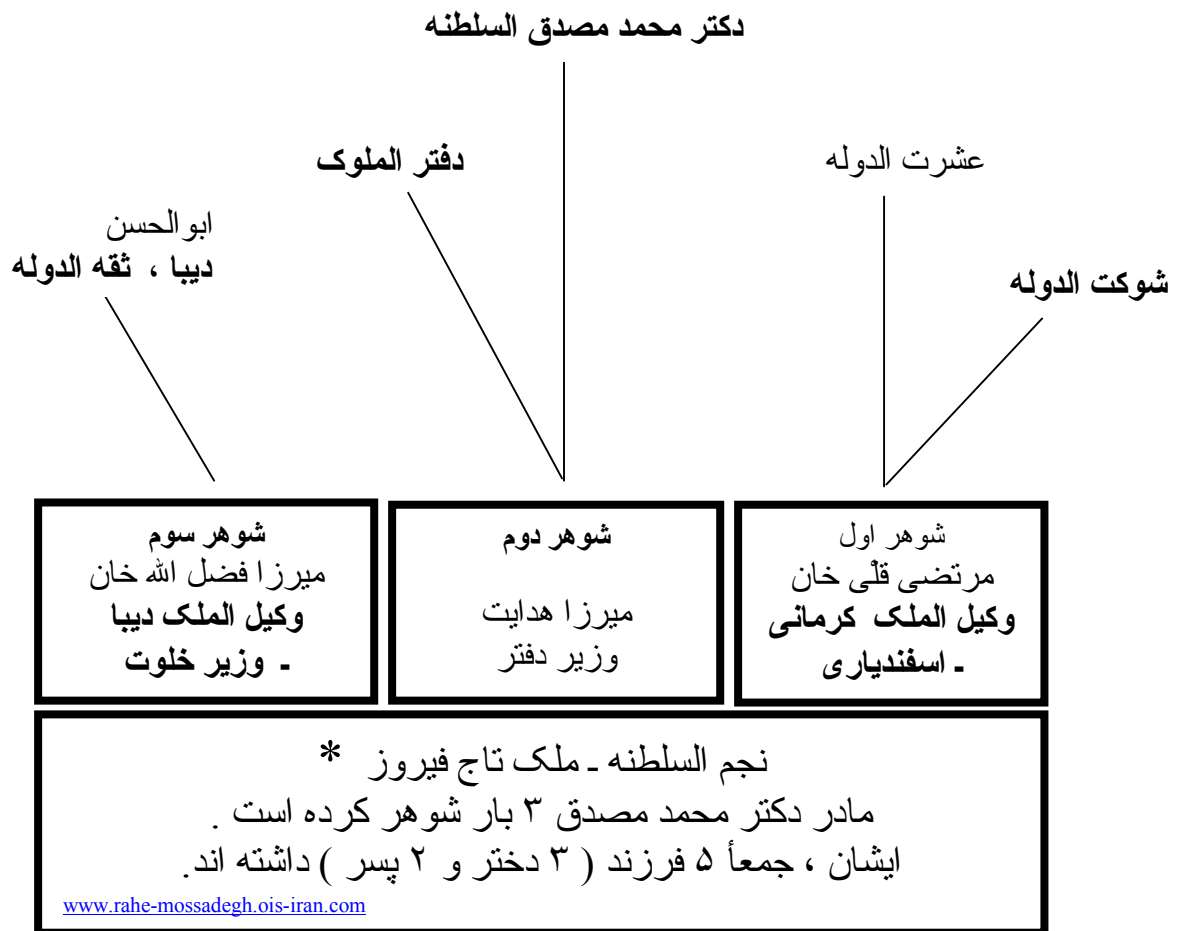 دکتر محمد مصدق السلطنه
عشرت الدوله
دفتر الملوک
ابوالحسن
دیبا ، ثقه الدوله
شوکت الدوله
شوهر اول
مرتضی قلّی خان
وکیل الملک کرمانی
ـ اسفندیاری
شوهر دوم
میرزا هدایت
وزیر دفتر
شوهر سوم
میرزا فضل الله خان
وکیل الملک دیبا
ـ وزیر خلوت
نجم السلطنه ـ ملک تاج فیروز *
مادر دکتر محمد مصدق ۳ بار شوهر کرده است .
ایشان ، جمعأ ۵ فرزند ( ۳ دختر و ۲ پسر ) داشته اند.
www.rahe-mossadegh.ois-iran.com